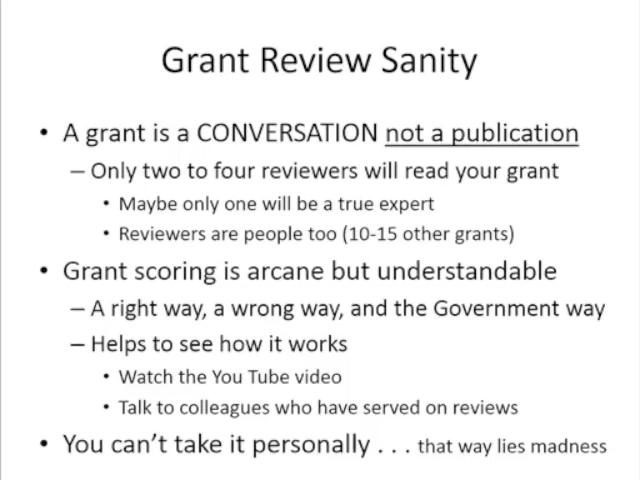 Grant Review Sanity
• A grant is a CONVERSATION not a publication
– Only two to four reviewers will read your grant
• Maybe only one will be a true expert
• Reviewers are people too (10-15 other grants)
• Grant scoring is arcane but understandable
– A right way, a wrong way, and the Government way
– Helps to see how it works
• Watch the You Tube video
• Talk to colleagues who have served on reviews
• You can’t take it personally . . . that way lies madness